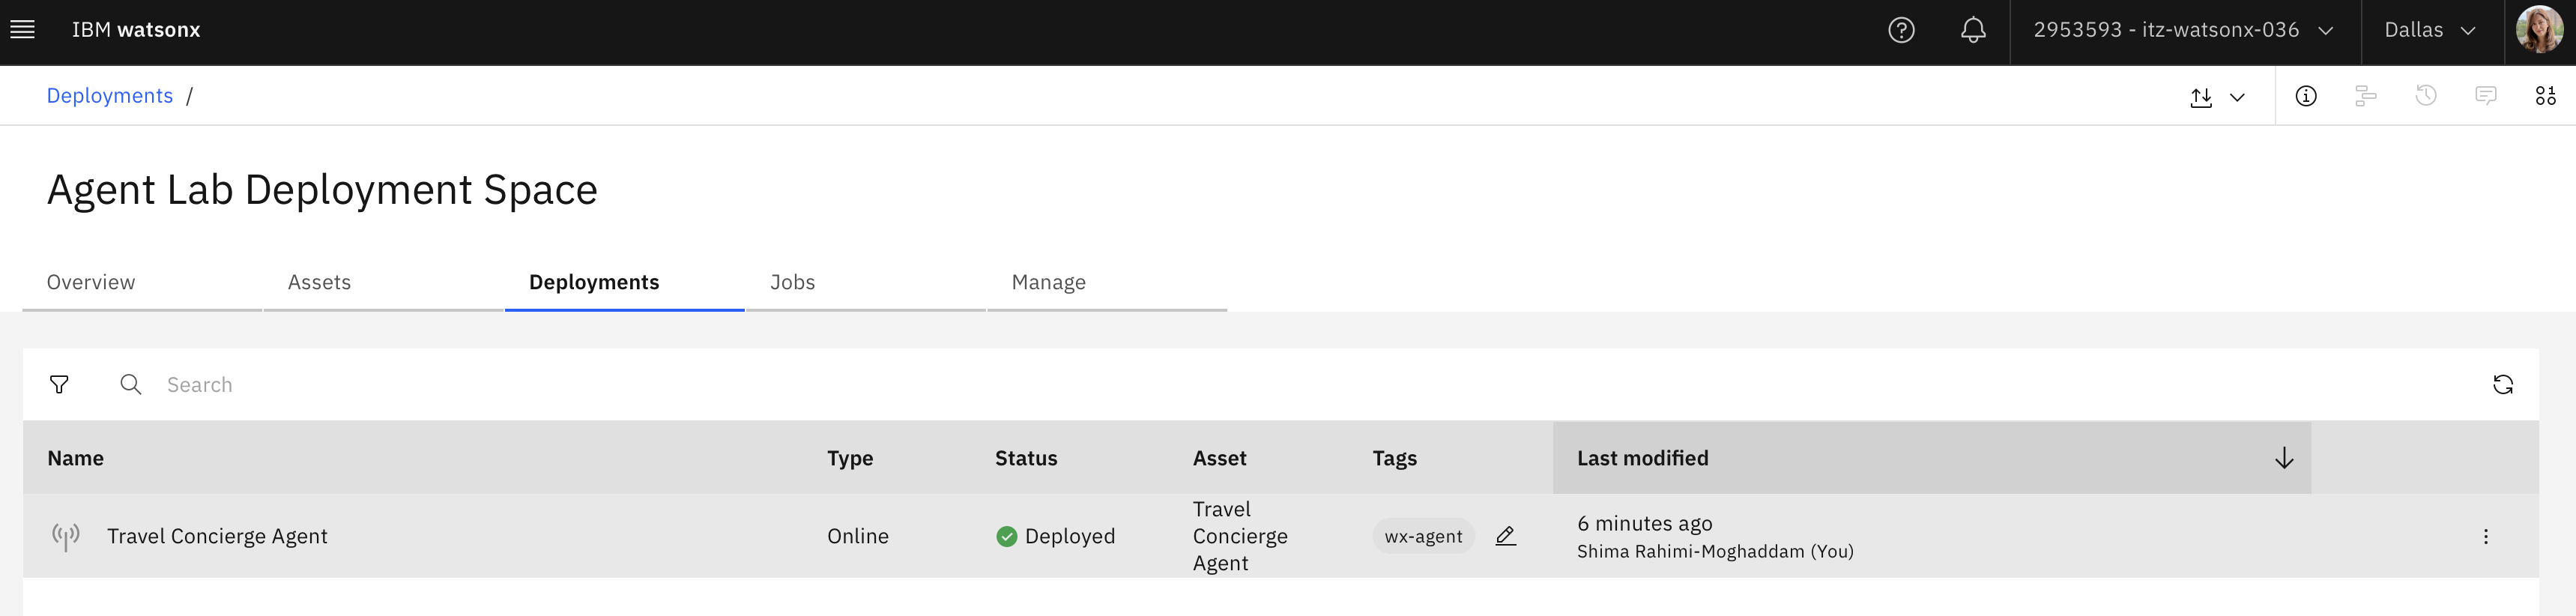 IBM watsonx
2953593 - itz-watsonx-036
Dallas
Deployments /
Agent Lab Deployment Space
Overview
Assets
Deployments
Jobs
Manage
Search
Name
Type
Status
Asset
Tags
Last modified
Travel Concierge Agent
Online
Deployed
Travel
Concierge
Agent
wx-agent
6 minutes ago
Shima Rahimi-Moghaddam (You)